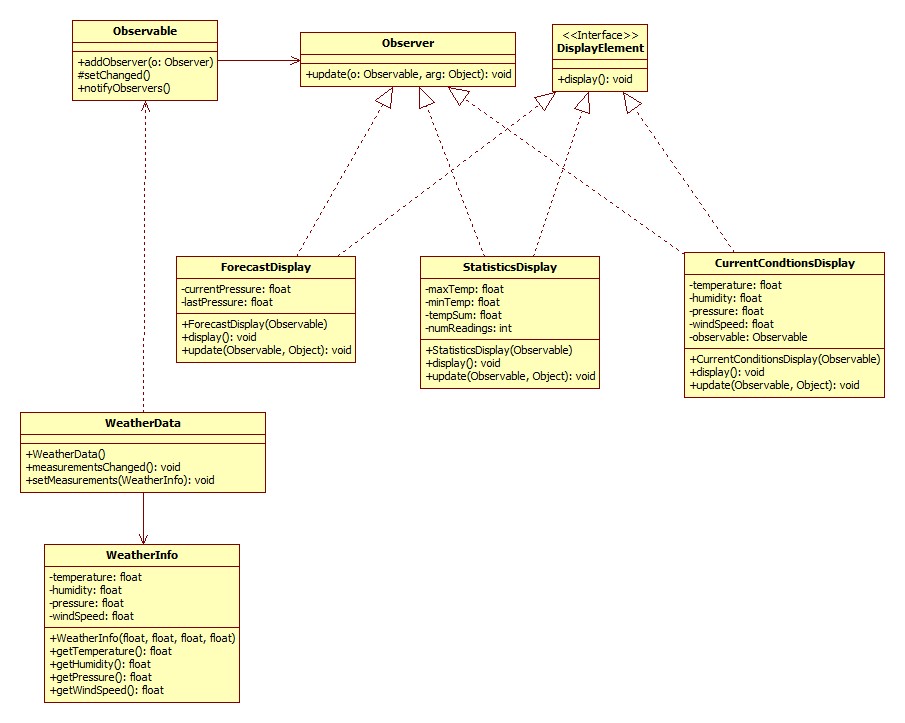 Observable
+addObserver(o: Observer)
#setChanged()
+notifyObservers()
Observer
+update(o: Observable, arg: Object): void
<<Interface>>
DisplayElement
+display(): void
ForecastDisplay
-currentPressure: float
-lastPressure: float
+ForecastDisplay(Observable)
+display(): void
+update(Observable, Object): void
StatisticsDisplay
-maxTemp: float
-minTemp: float
-tempSum: float
-numReadings: int
+StatisticsDisplay(Observable)
+display(): void
+update(Observable, Object): void
CurrentCondtionsDisplay
-temperature: float
-humidity: float
-pressure: float
-windSpeed: float
-observable: Observable
+CurrentConditionsDisplay(Observable)
+display(): void
+update(Observable, Object): void
WeatherData
+WeatherData()
+measurementsChanged(): void
+setMeasurements(WeatherInfo): void
WeatherInfo
-temperature: float
-humidity: float
-pressure: float
-windSpeed: float
+WeatherInfo(float, float, float, float)
+getTemperature(): float
+getHumidity(): float
+getPressure(): float
+getWindSpeed(): float